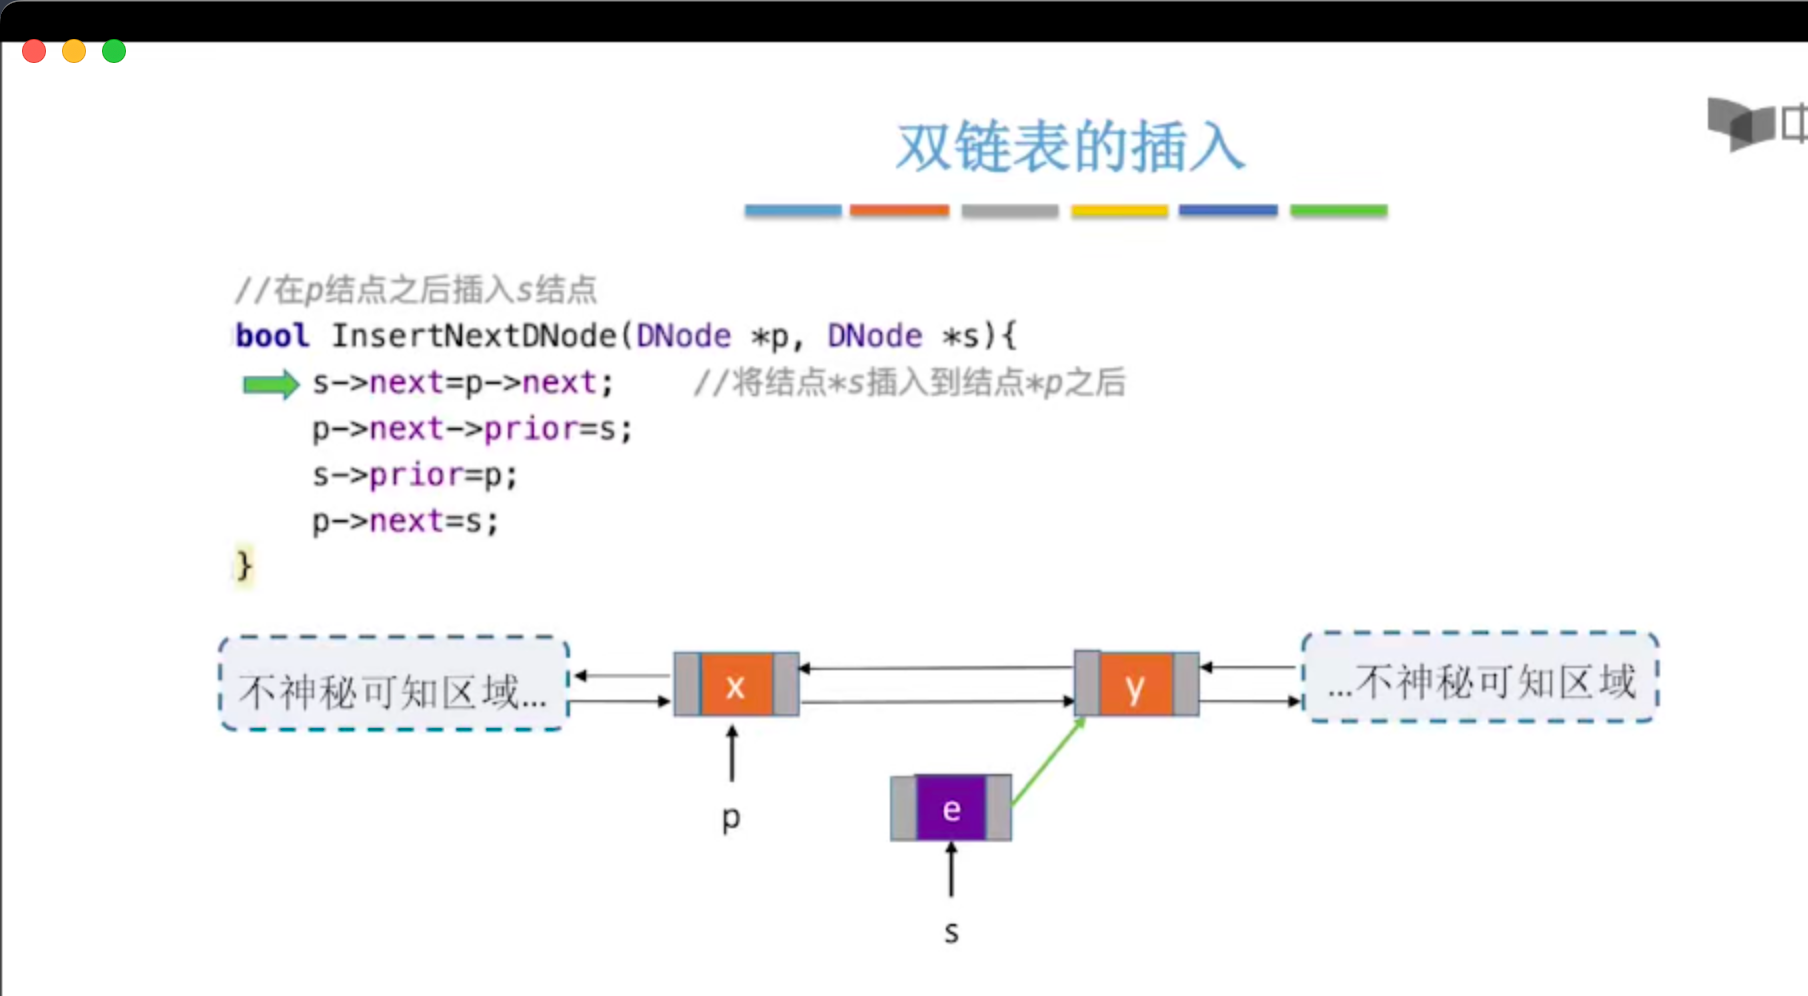 双链表的插入
//在p结点之后插入s结点
bool InsertNextDNode(DNode *p, DNode *s){
s->next=p->next; //将结点*s插入到结点*p之后
p->next->prior=s;
s->prior=p;
p->next=s;
}
不神秘可知区域...
x
y
...不神秘可知区域
p
e
s